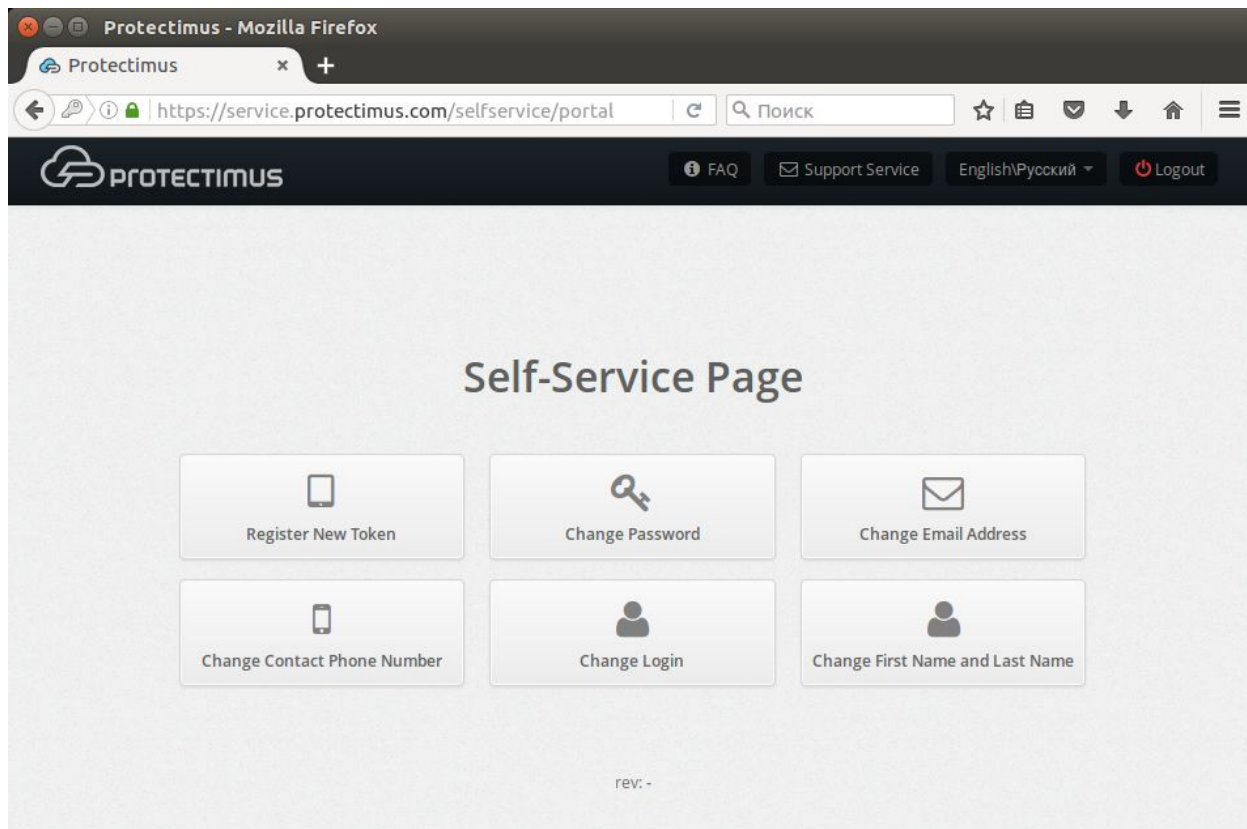 Protectimus - Mozilla Firefox
Protectimus
https://service.protectimus.com/selfservice/portal
Поиск
PROTECTIMUS
FAQ
Support Service
English\Русский
Logout
Self-Service Page
Register New Token
Change Password
Change Email Address
Change Contact Phone Number
Change Login
Change First Name and Last Name
rev: -